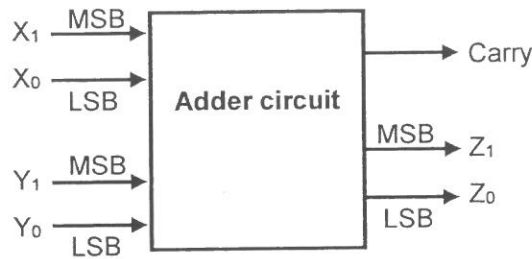 X₁ MSB
X₀ LSB
Y₁ MSB
Y₀ LSB
Adder circuit
Carry
MSB Z₁
LSB Z₀